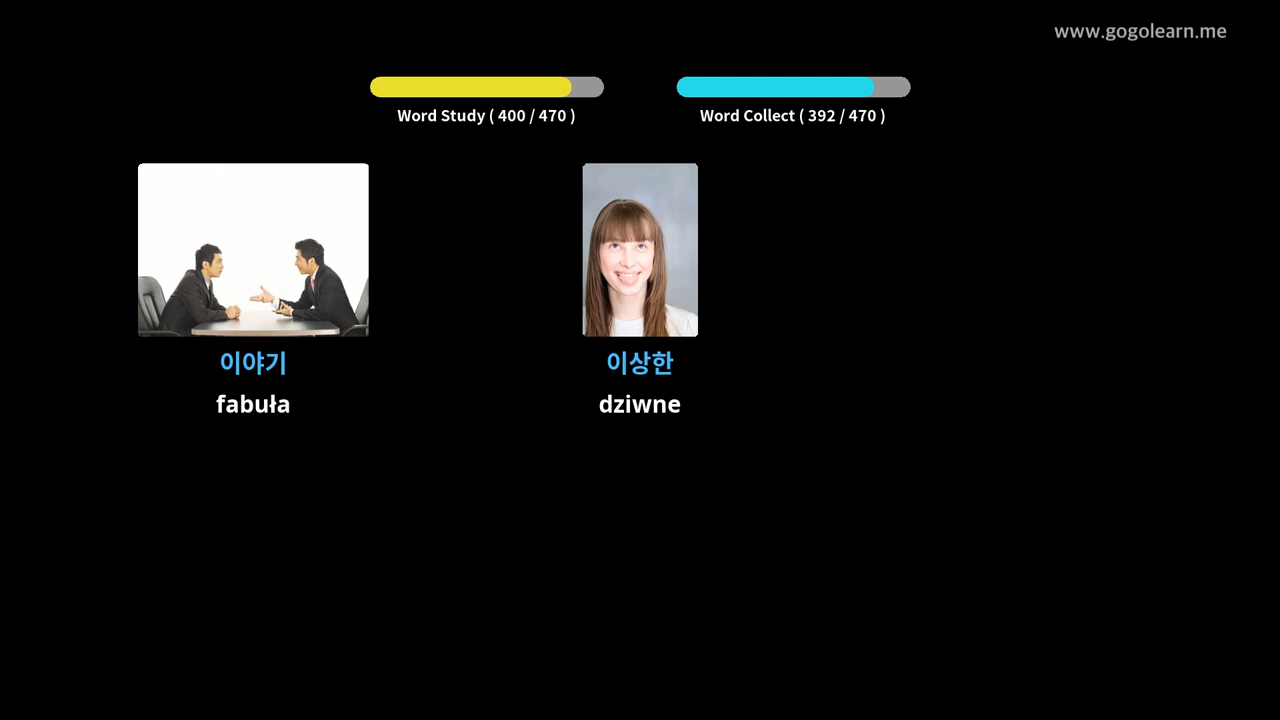 www.gogolearn.me
Word Study ( 400 / 470 )
Word Collect ( 392 / 470 )
이야기
fabuła
이상한
dziwne